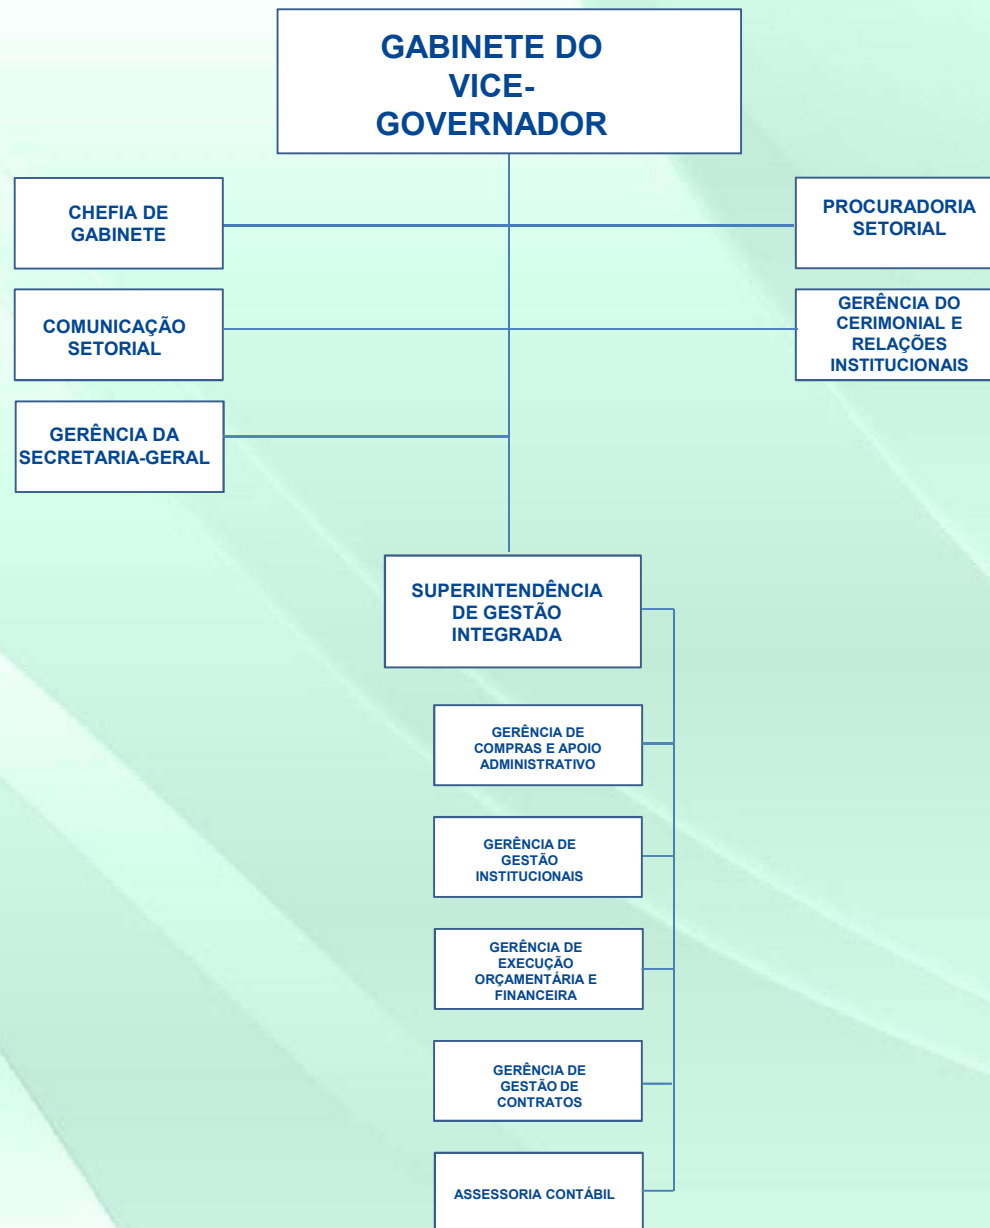 GABINETE DO
VICE-
GOVERNADOR
CHEFIA DE
GABINETE
PROCURADORIA
SETORIAL
COMUNICAÇÃO
SETORIAL
GERÊNCIA DO
CERIMONIAL E
RELAÇÕES
INSTITUCIONAIS
GERÊNCIA DA
SECRETARIA-GERAL
SUPERINTENDÊNCIA
DE GESTÃO
INTEGRADA
GERÊNCIA DE
COMPRAS E APOIO
ADMINISTRATIVO
GERÊNCIA DE
GESTÃO
INSTITUCIONAIS
GERÊNCIA DE
EXECUÇÃO
ORÇAMENTÁRIA E
FINANCEIRA
GERÊNCIA DE
GESTÃO DE
CONTRATOS
ASSESSORIA CONTÁBIL